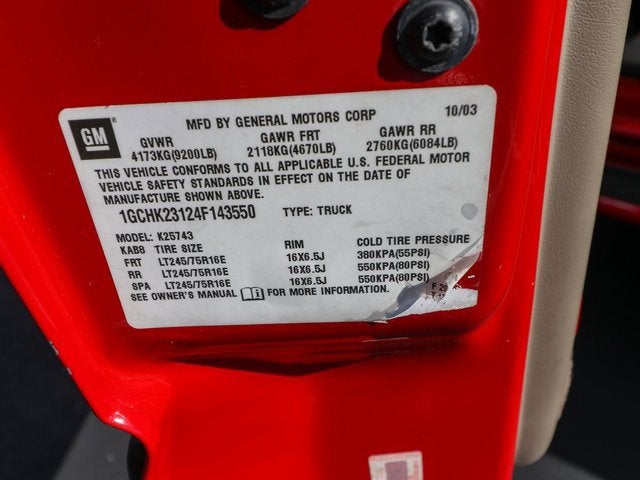 GM
MFD BY GENERAL MOTORS CORP 10/03
GVWR GAWR FRT GAWR RR
4173KG(9200LB) 2118KG(4670LB) 2760KG(6084LB)
THIS VEHICLE CONFORMS TO ALL APPLICABLE U.S. FEDERAL MOTOR
VEHICLE SAFETY STANDARDS IN EFFECT ON THE DATE OF
MANUFACTURE SHOWN ABOVE.
1GCHK23124F143550 TYPE: TRUCK
MODEL: K25743
KABB TIRE SIZE RIM COLD TIRE PRESSURE
FRT LT245/75R16E 16X6.5J 380KPA(55PSI)
RR LT245/75R16E 16X6.5J 550KPA(80PSI)
SPA LT245/75R16E 16X6.5J 550KPA(80PSI)
SEE OWNER'S MANUAL FOR MORE INFORMATION.